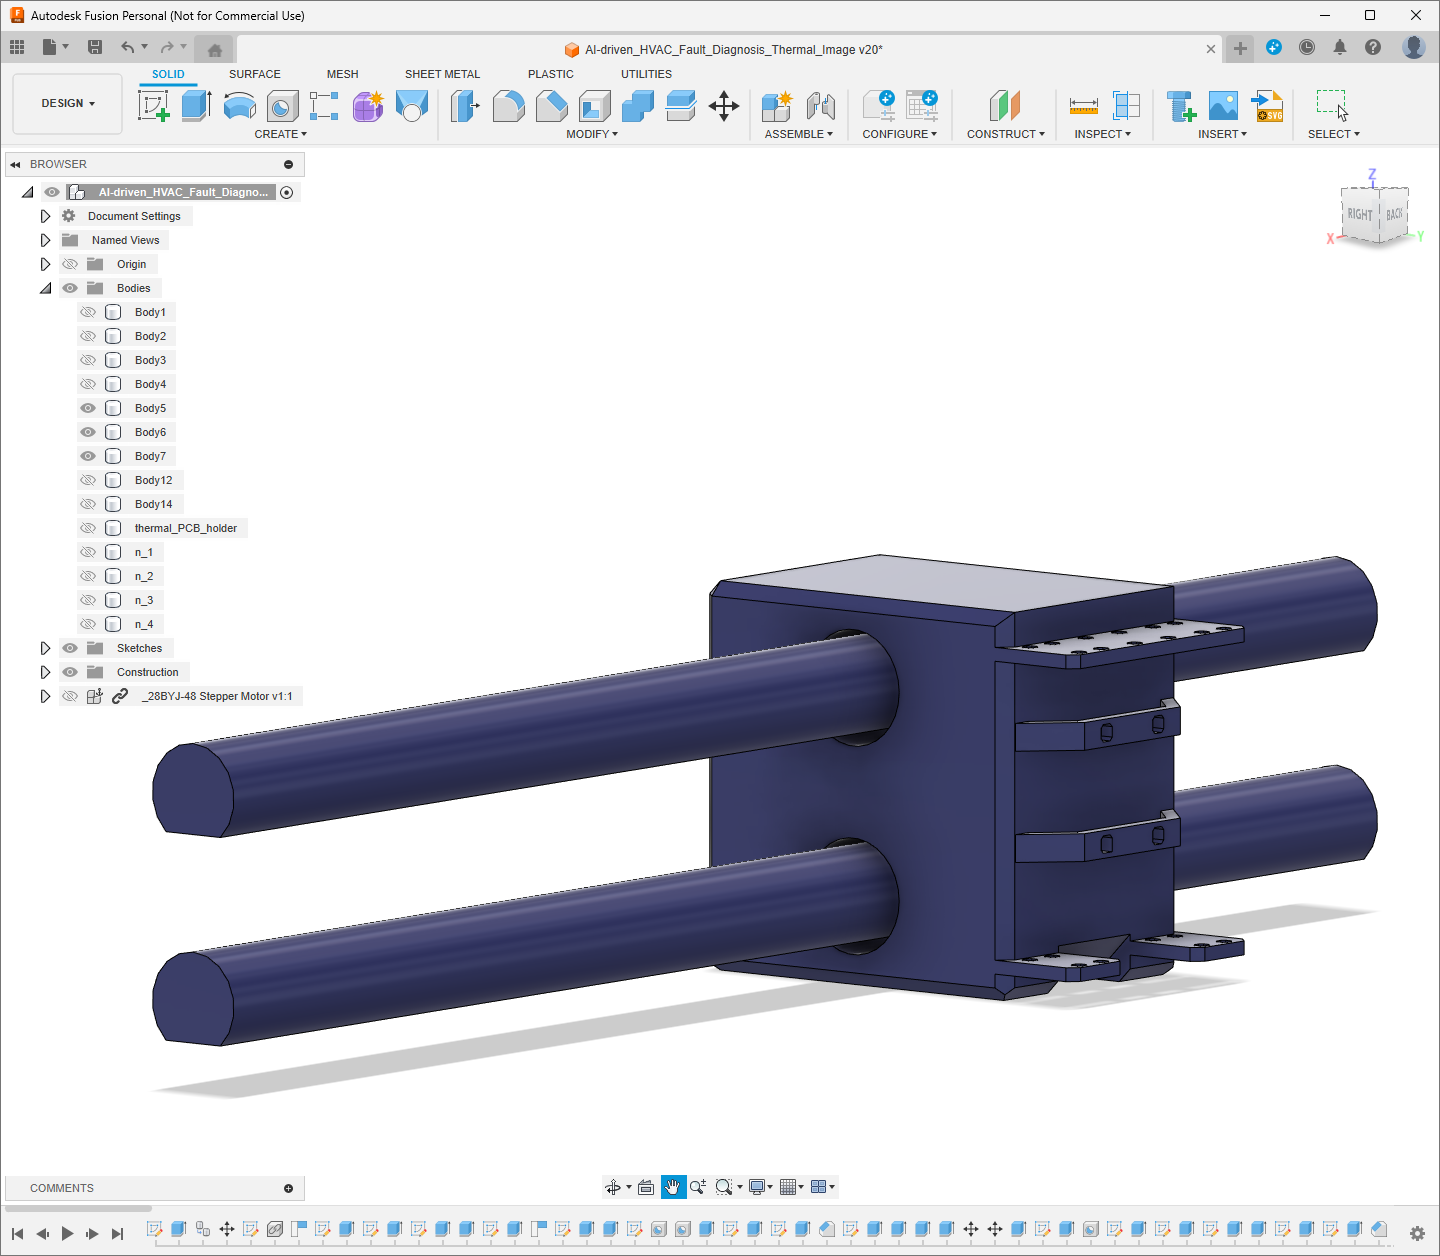 Autodesk Fusion Personal (Not for Commercial Use)
AI-driven_HVAC_Fault_Diagnosis_Thermal_Image v20*
SOLID SURFACE MESH SHEET METAL PLASTIC UTILITIES
DESIGN
CREATE MODIFY ASSEMBLE CONFIGURE CONSTRUCT INSPECT INSERT SELECT
SVG
BROWSER
AI-driven_HVAC_Fault_Diagno...
Document Settings
Named Views
Origin
Bodies
Body1
Body2
Body3
Body4
Body5
Body6
Body7
Body12
Body14
thermal_PCB_holder
n_1
n_2
n_3
n_4
Sketches
Construction
_28BYJ-48 Stepper Motor v1:1
Z
RIGHT BACK
X Y
COMMENTS